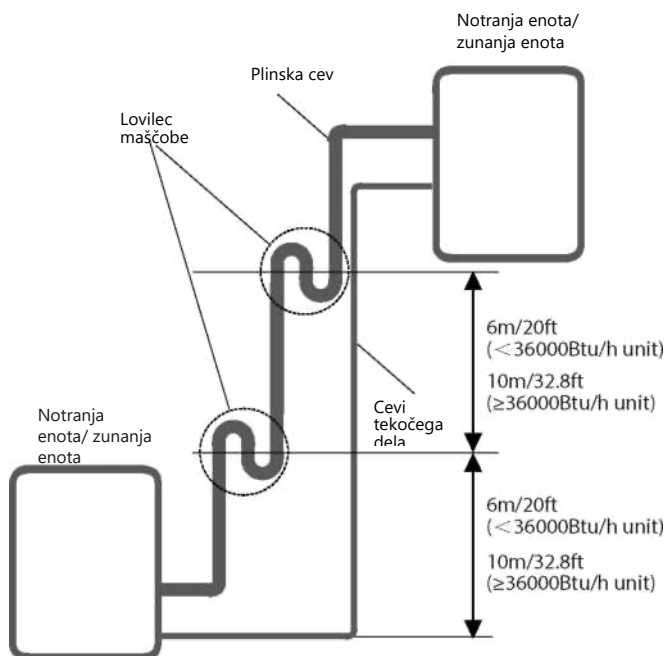 Notranja enota/
zunanja enota
Plinska cev
Lovilec
maščobe
6m/20ft
(<36000Btu/h unit)
10m/32.8ft
(≥36000Btu/h unit)
Cevi
tekočega
dela
Notranja
enota/ zunanja
enota
6m/20ft
(<36000Btu/h unit)
10m/32.8ft
(≥36000Btu/h unit)